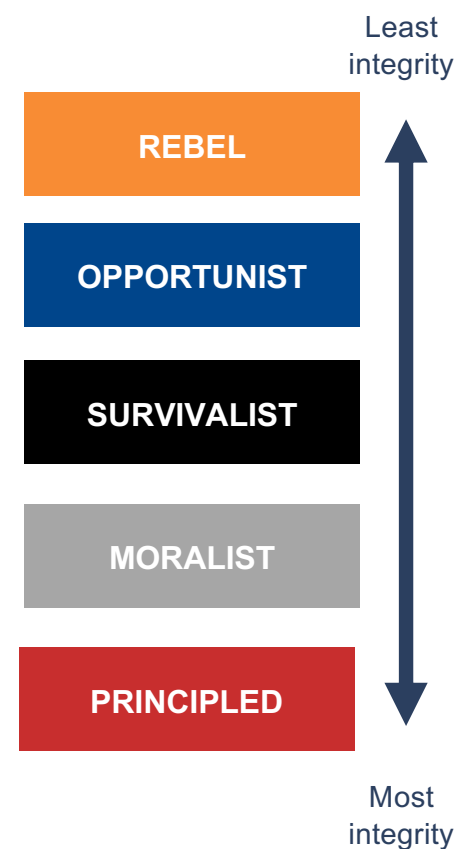 Least
integrity
REBEL
OPPORTUNIST
SURVIVALIST
MORALIST
PRINCIPLED
Most
integrity